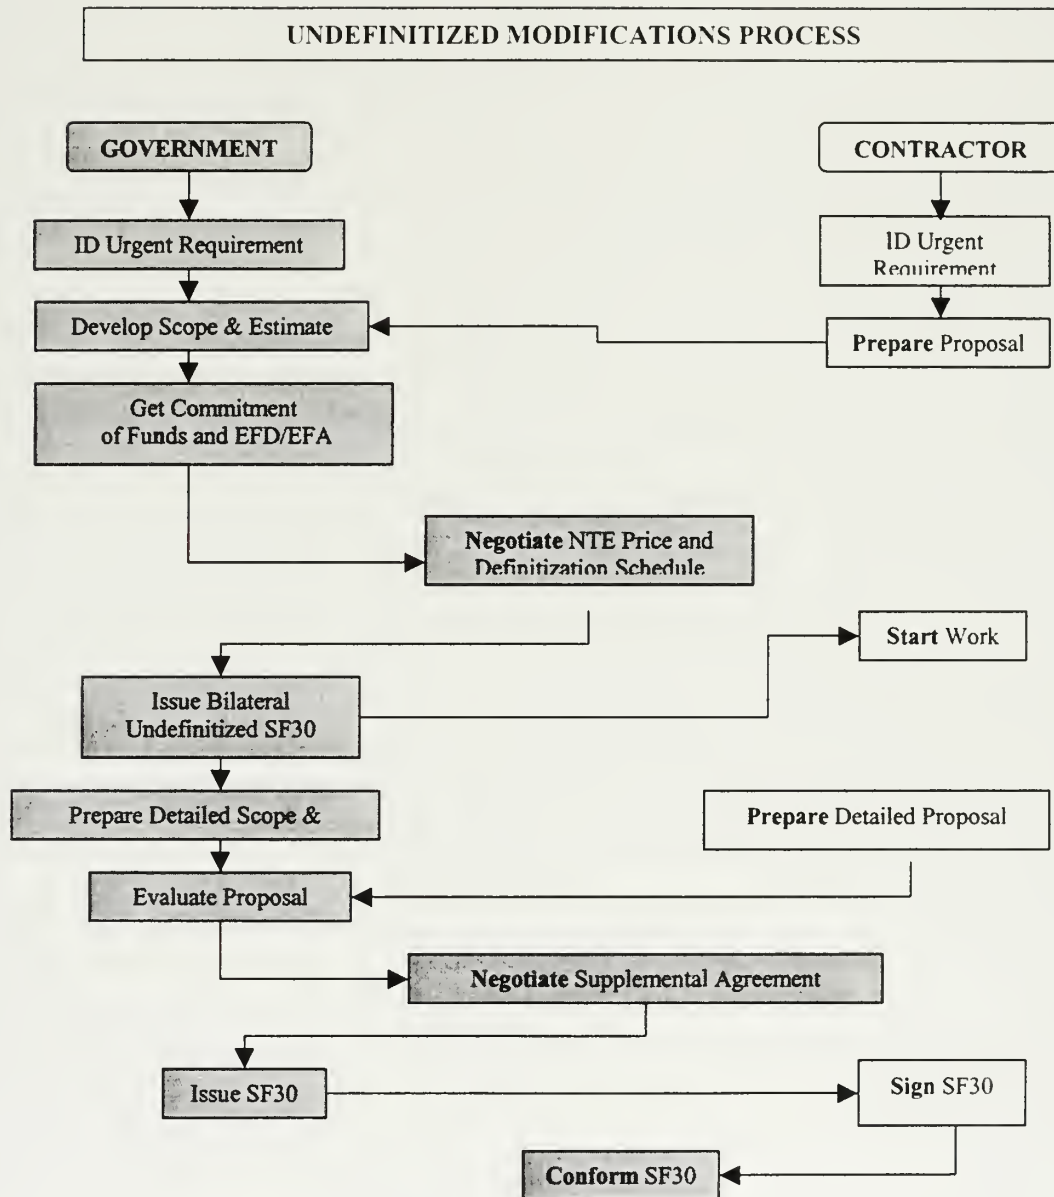 UNDEFINITIZED MODIFICATIONS PROCESS
GOVERNMENT
CONTRACTOR
ID Urgent Requirement
ID Urgent
Requirement
Develop Scope & Estimate
Prepare Proposal
Get Commitment
of Funds and EFD/EFA
Negotiate NTE Price and
Definitization Schedule
Start Work
Issue Bilateral
Undefinitized SF30
Prepare Detailed Scope &
Prepare Detailed Proposal
Evaluate Proposal
Negotiate Supplemental Agreement
Issue SF30
Sign SF30
Conform SF30